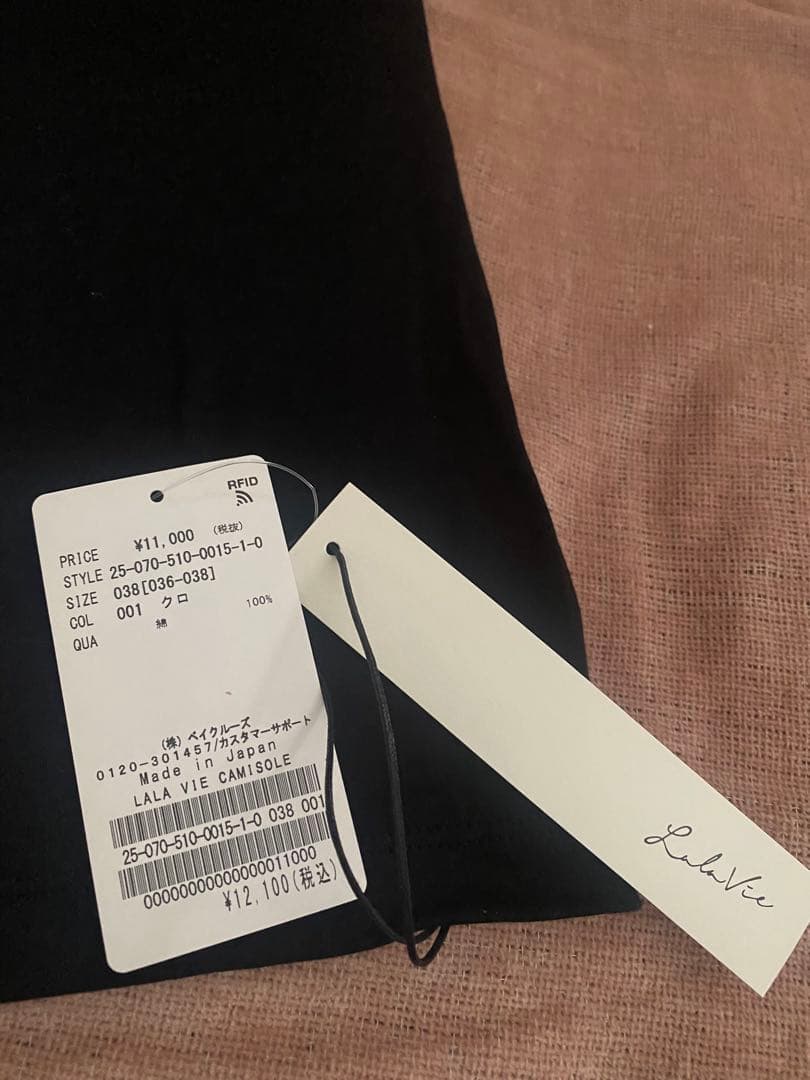 RFID
PRICE ¥11,000 (税抜)
STYLE 25-070-510-0015-1-0
SIZE 038[036-038]
COL 001 クロ
QUA 綿 100%
(株) ベイクルーズ
0120-301457/カスタマーサポート
Made in Japan
LALA VIE CAMISOLE
25-070-510-0015-1-0 038 001
00000000000000011000
¥12,100(税込)
LalaVie